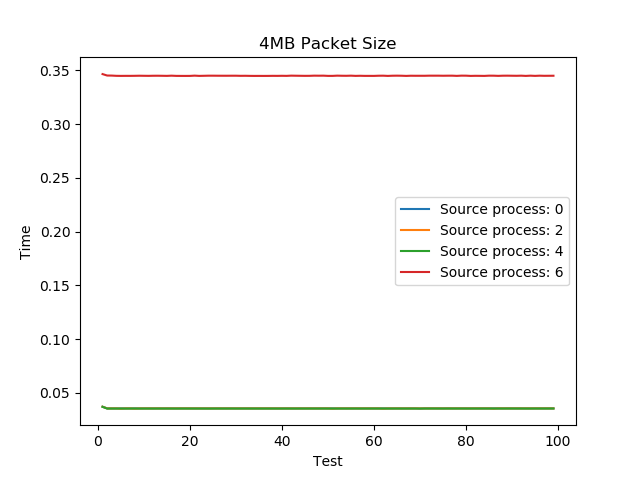 4MB Packet Size
0.35
0.30
0.25
0.20
0.15
0.10
0.05
Time
Source process: 0
Source process: 2
Source process: 4
Source process: 6
0 20 40 60 80 100
Test